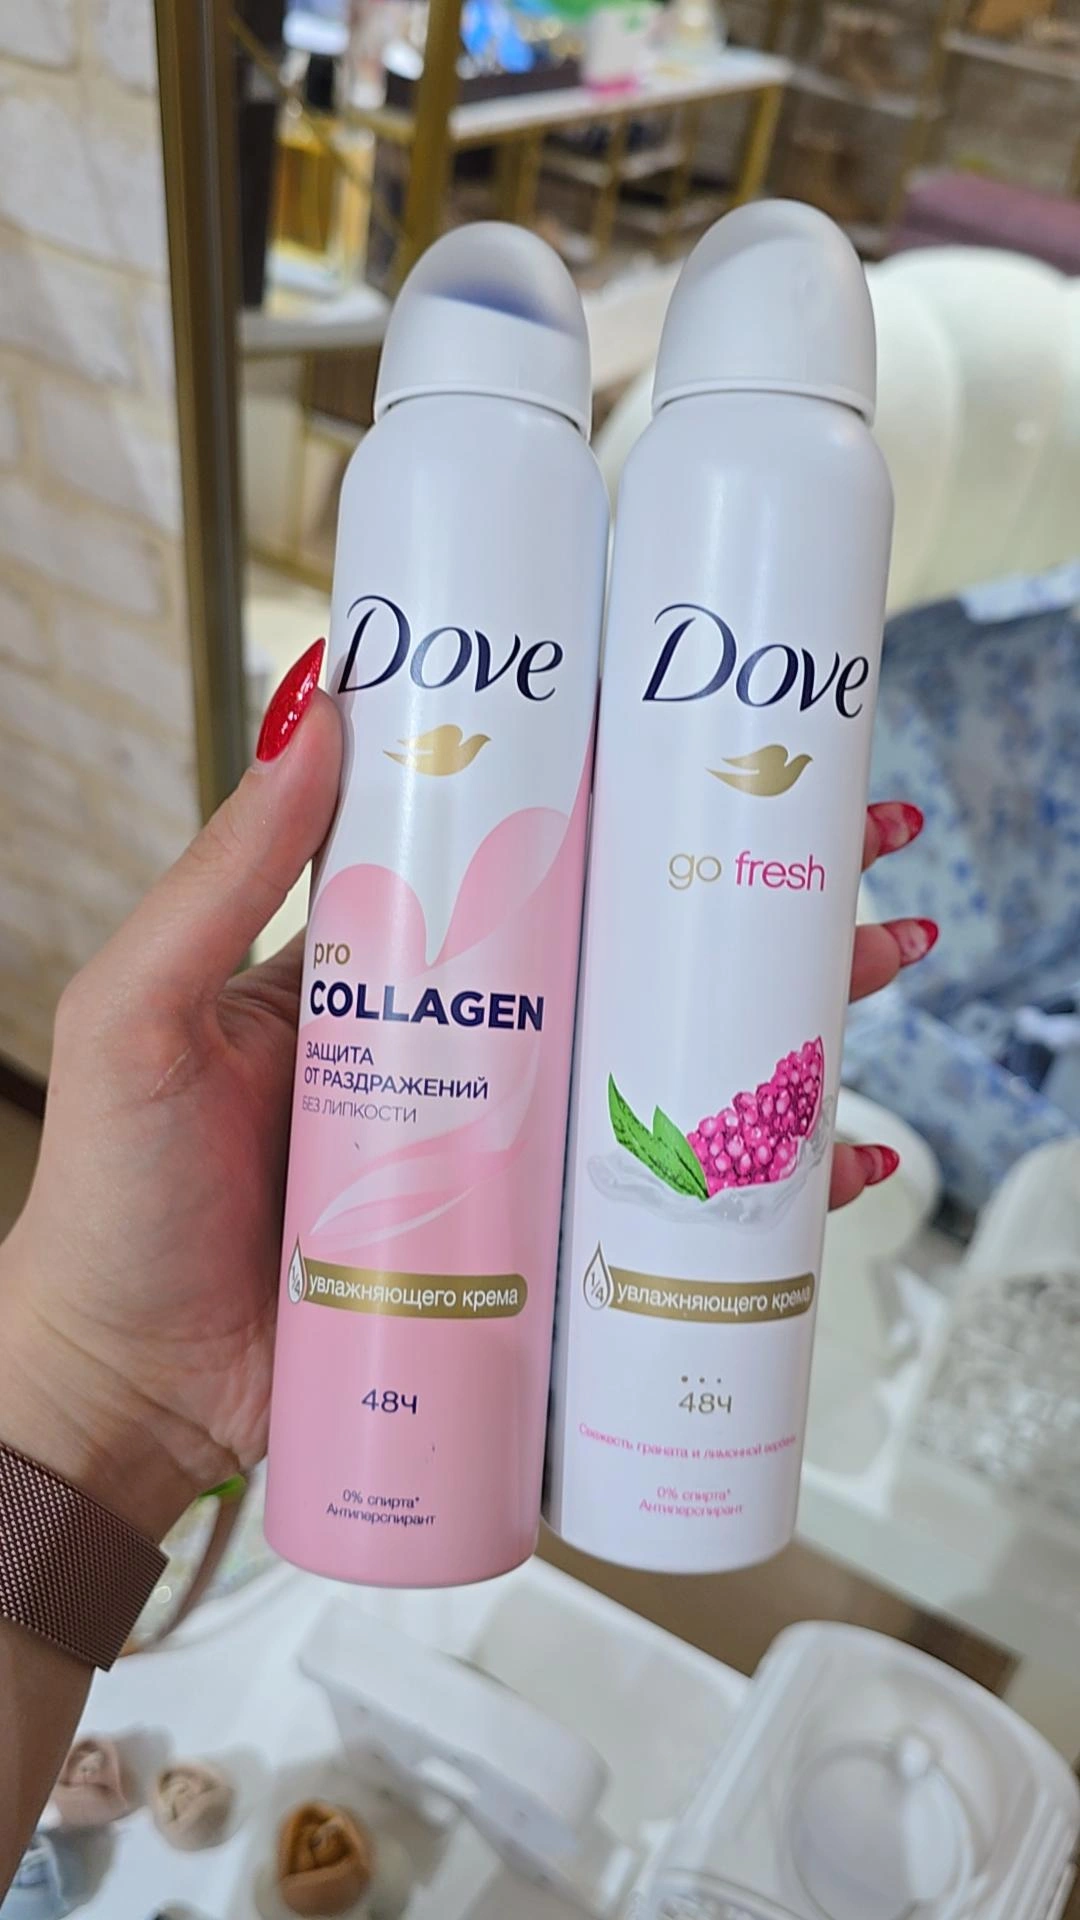 Dove
pro
COLLAGEN
ЗАЩИТА
ОТ РАЗДРАЖЕНИЙ
БЕЗ ЛИПКОСТИ
1/4 увлажняющего крема
48ч
0% спирта*
Антиперспирант
Dove
go fresh
1/4 увлажняющего крема
48ч
Свежесть граната и лимонной вербены
0% спирта*
Антиперспирант